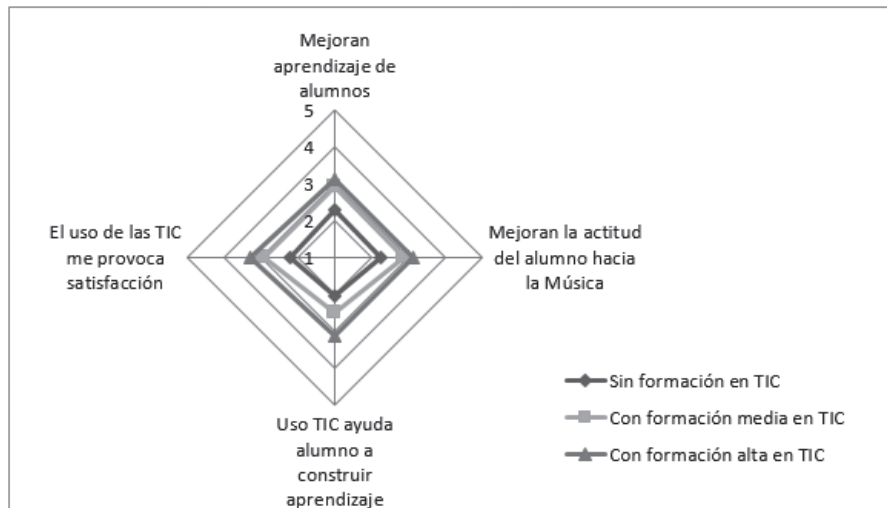 Mejoran
aprendizaje de
alumnos
5
4
3
2
1
El uso de las TIC
me provoca
satisfacción
Mejoran la actitud
del alumno hacia
la Música
Uso TIC ayuda
alumno a
construir
aprendizaje
Sin formación en TIC
Con formación media en TIC
Con formación alta en TIC